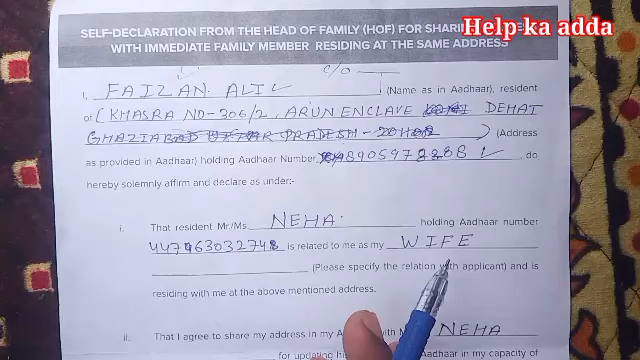 Help ka adda
SELF-DECLARATION FROM THE HEAD OF FAMILY (HOF) FOR SHARING
WITH IMMEDIATE FAMILY MEMBER RESIDING AT THE SAME ADDRESS
C/O
I, FAIZAN ALI (Name as in Aadhaar), resident
of (KHASRA NO-306/2, ARUN ENCLAVE DEHAT
GHAZIABAD PRADESH - ) (Address
as provided in Aadhaar) holding Aadhaar Number, do
hereby solemnly affirm and declare as under:-
i. That resident Mr./Ms. NEHA. holding Aadhaar number
is related to me as my WIFE
(Please specify the relation with applicant) and is
residing with me at the above mentioned address.
ii. That I agree to share my address in my with NEHA
for updating Aadhaar in my capacity of